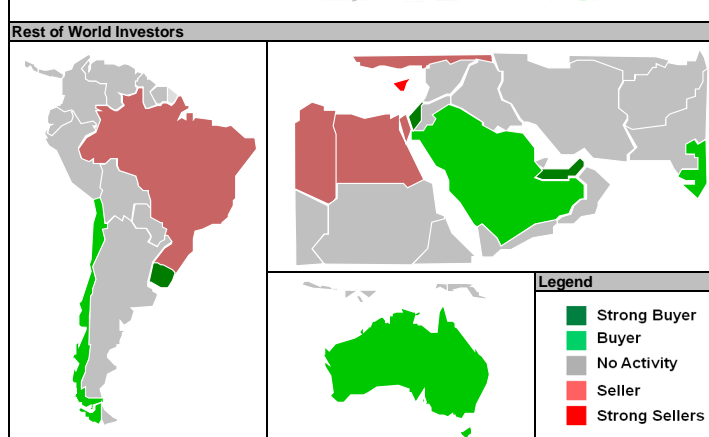 Rest of World Investors
Legend
Strong Buyer
Buyer
No Activity
Seller
Strong Sellers